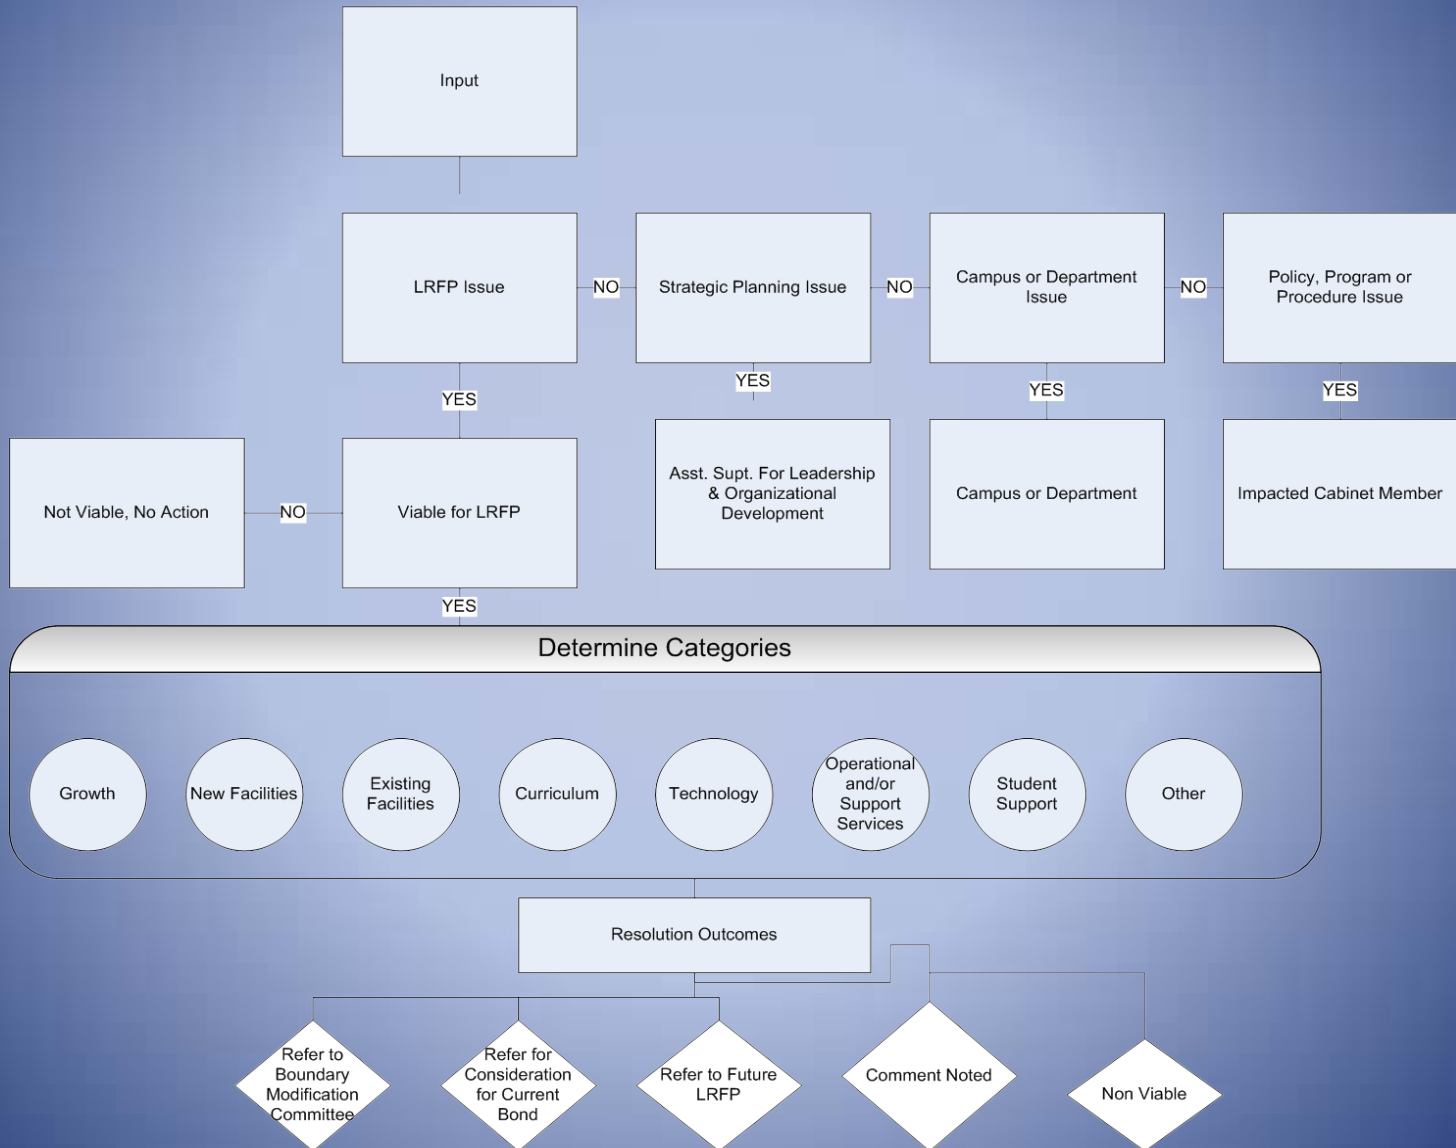 Input
LRFP Issue
NO
Strategic Planning Issue
NO
Campus or Department
Issue
NO
Policy, Program or
Procedure Issue
YES
YES
YES
YES
Not Viable, No Action
NO
Viable for LRFP
Asst. Supt. For Leadership
& Organizational
Development
Campus or Department
Impacted Cabinet Member
YES
Determine Categories
Growth
New Facilities
Existing
Facilities
Curriculum
Technology
Operational
and/or
Support
Services
Student
Support
Other
Resolution Outcomes
Refer to
Boundary
Modification
Committee
Refer for
Consideration
for Current
Bond
Refer to Future
LRFP
Comment Noted
Non Viable